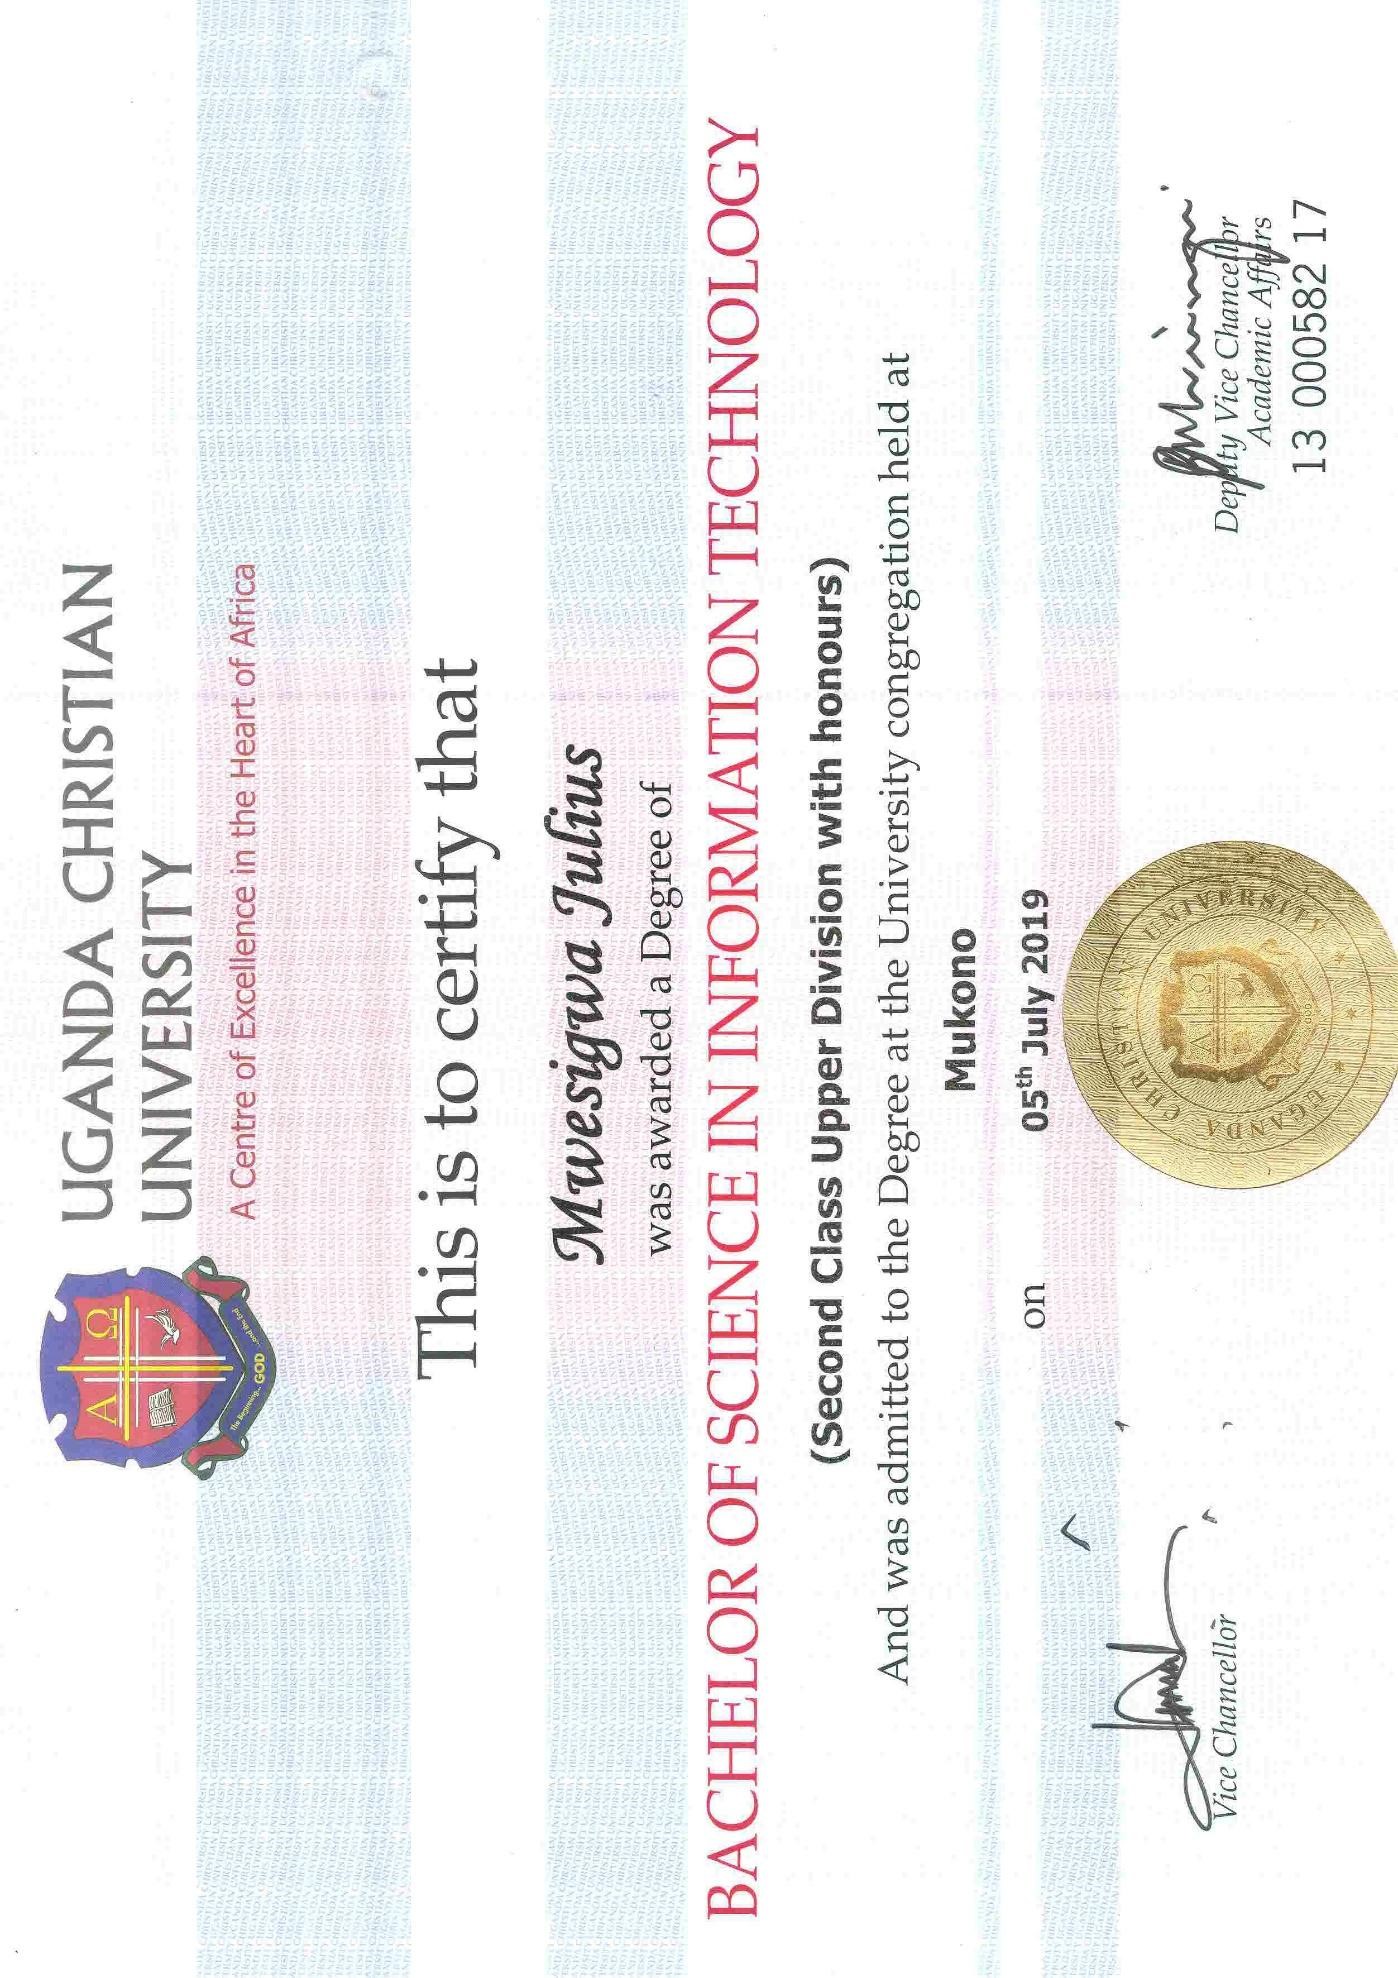 A Ω
The Beginning... GOD ...and the End
UGANDA CHRISTIAN
UNIVERSITY
A Centre of Excellence in the Heart of Africa
This is to certify that
Mwesigwa Julius
was awarded a Degree of
BACHELOR OF SCIENCE IN INFORMATION TECHNOLOGY
(Second Class Upper Division with honours)
And was admitted to the Degree at the University congregation held at
Mukono
on 05th July 2019
Vice Chancellor
UGANDA CHRISTIAN UNIVERSITY
A Ω
GOD
Deputy Vice Chancellor
Academic Affairs
13 000582 17